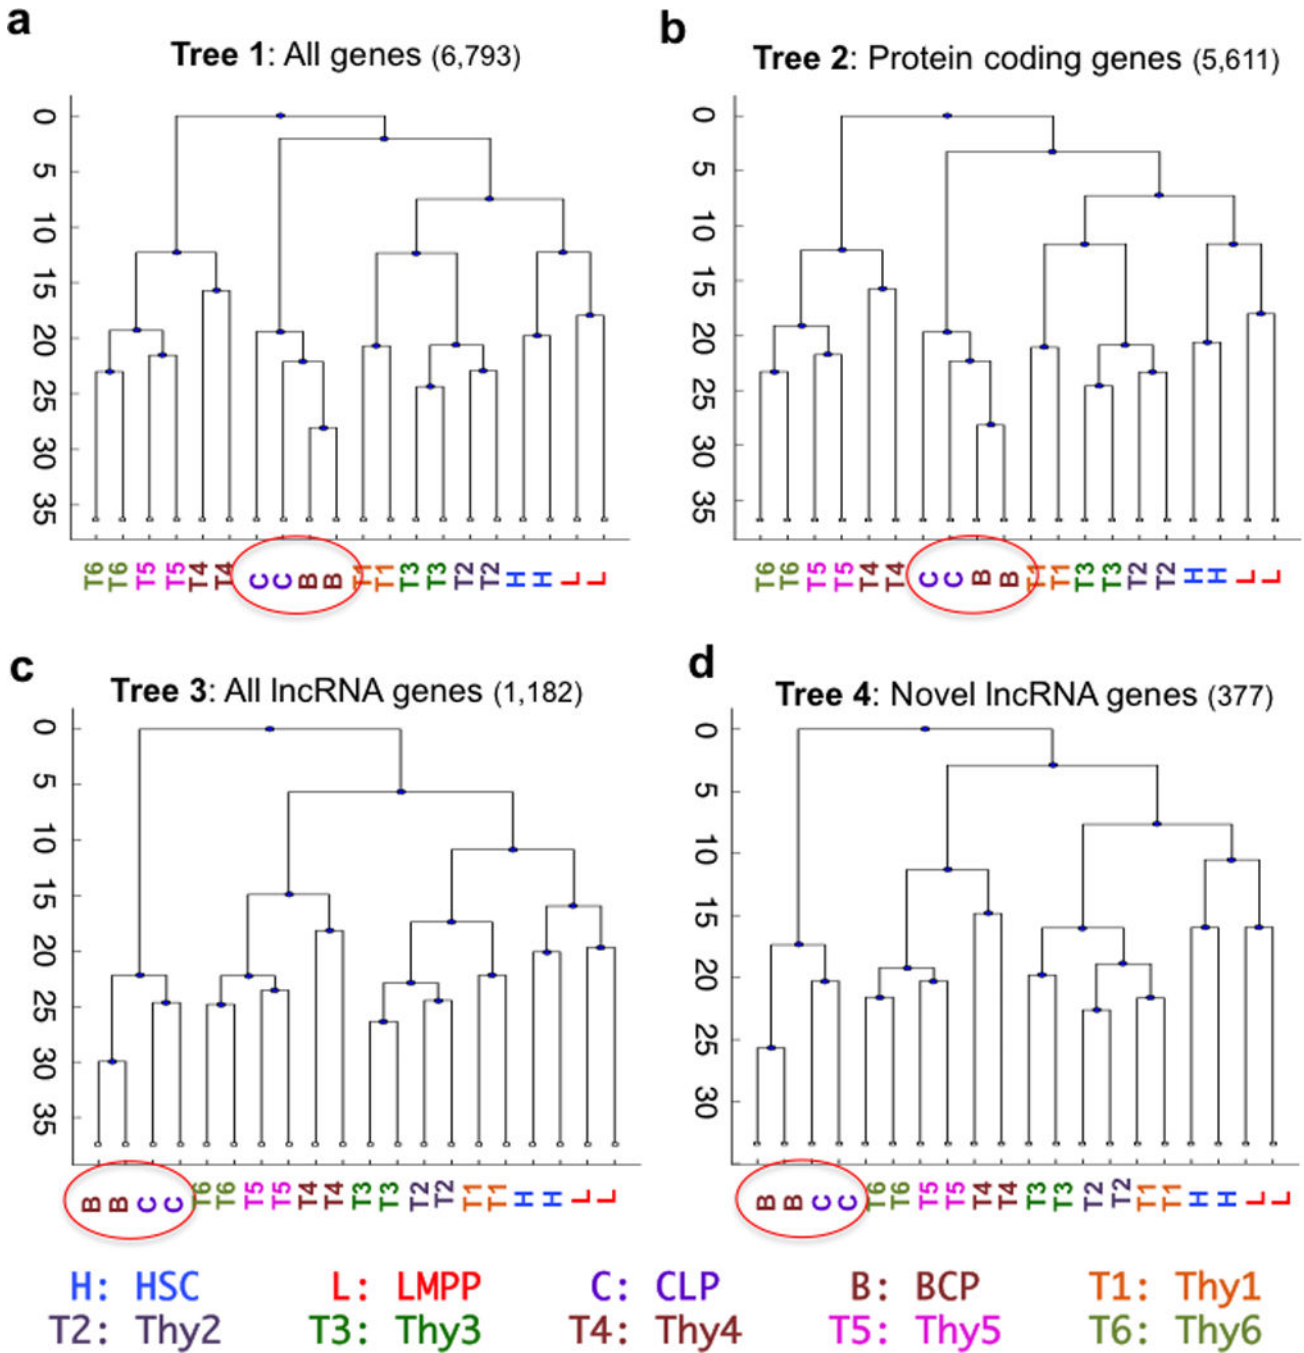 a
Tree 1: All genes (6,793)
0
5
10
15
20
25
30
35
T6 T6 T5 T5 T4 T4 C C B B T1 T1 T3 T3 T2 T2 H H L L
b
Tree 2: Protein coding genes (5,611)
0
5
10
15
20
25
30
35
T6 T6 T5 T5 T4 T4 C C B B T1 T1 T3 T3 T2 T2 H H L L
c
Tree 3: All lncRNA genes (1,182)
0
5
10
15
20
25
30
35
B B C C T6 T6 T5 T5 T4 T4 T3 T3 T2 T2 T1 T1 H H L L
d
Tree 4: Novel lncRNA genes (377)
0
5
10
15
20
25
30
B B C C T6 T6 T5 T5 T4 T4 T3 T3 T2 T2 T1 T1 H H L L
H: HSC L: LMPP C: CLP B: BCP T1: Thy1
T2: Thy2 T3: Thy3 T4: Thy4 T5: Thy5 T6: Thy6